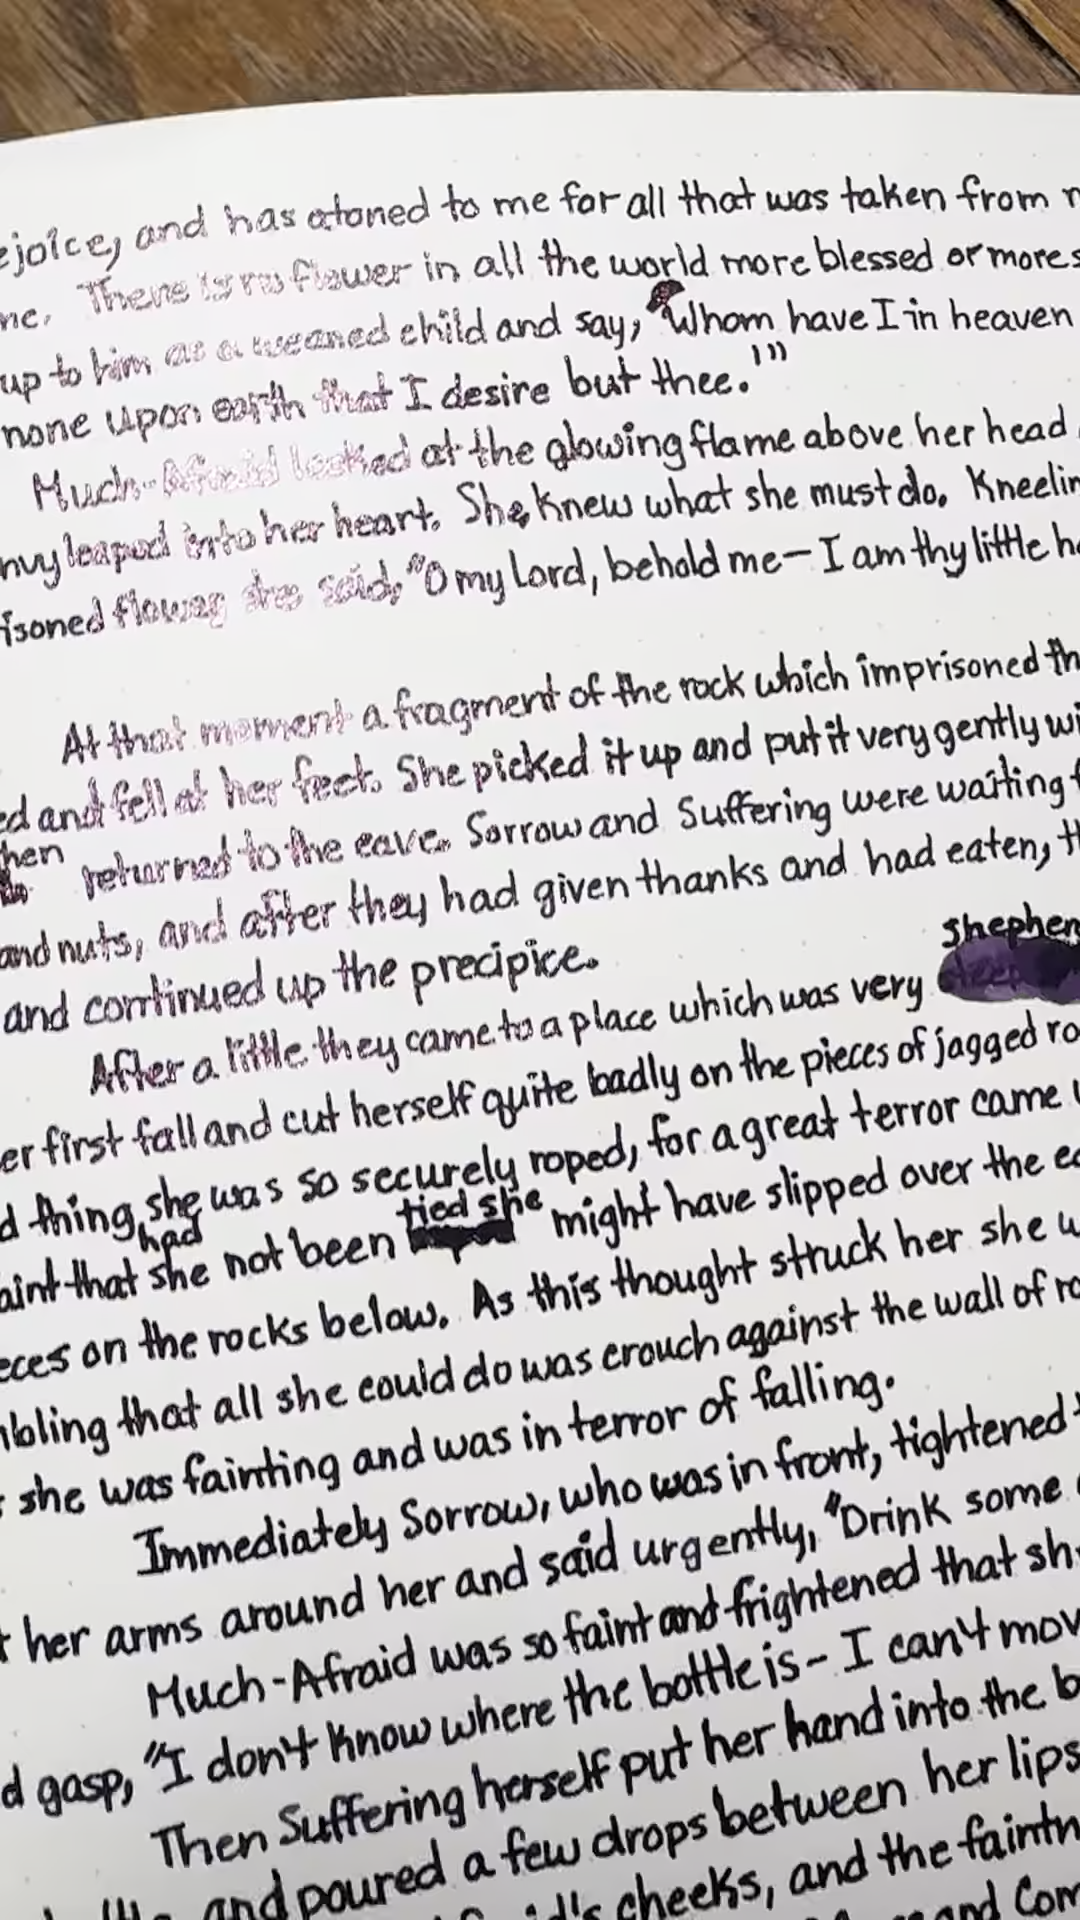 ejoice, and has atoned to me for all that was taken from
me. There is no flower in all the world more blessed or more s
up to him as a weaned child and say, "Whom have I in heaven
none upon earth that I desire but thee.'"
Much-Afraid looked at the glowing flame above her head
nvy leaped into her heart. She knew what she must do. Kneelin
isoned flower she said, "O my Lord, behold me—I am thy little ha
At that moment a fragment of the rock which imprisoned th
ed and fell at her feet. She picked it up and put it very gently wi
hen returned to the cave. Sorrow and Suffering were waiting f
and nuts, and after they had given thanks and had eaten, th
and continued up the precipice.
After a little they came to a place which was very shepher
er first fall and cut herself quite badly on the pieces of jagged ro
d thing, she was so securely roped, for a great terror came u
aint that she had not been tied she might have slipped over the ed
eces on the rocks below. As this thought struck her she w
mbling that all she could do was crouch against the wall of ro
she was fainting and was in terror of falling.
Immediately Sorrow, who was in front, tightened t
t her arms around her and said urgently, "Drink some
Much-Afraid was so faint and frightened that sh
d gasp, "I don't know where the bottle is - I can't mov
Then Suffering herself put her hand into the b
and poured a few drops between her lips
d's cheeks, and the faintn
and Com